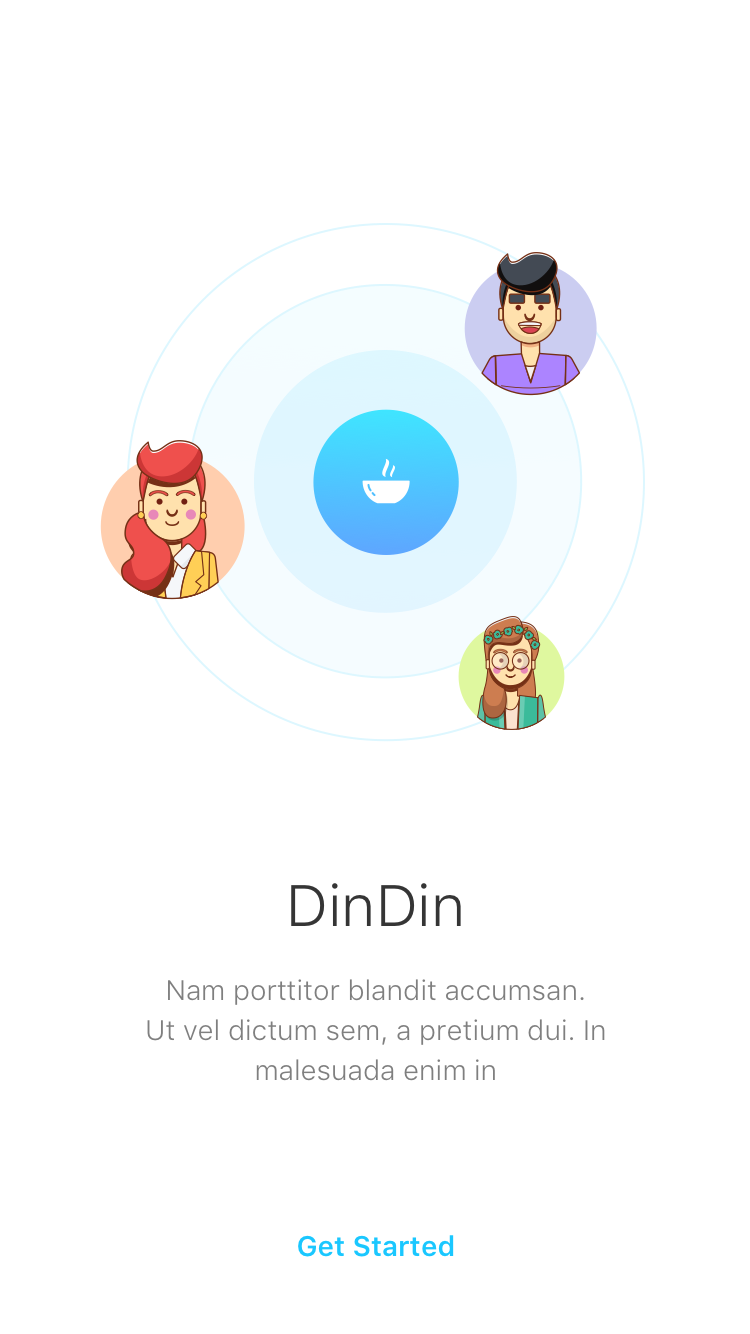 DinDin
Nam porttitor blandit accumsan.
Ut vel dictum sem, a pretium dui. In
malesuada enim in
Get Started